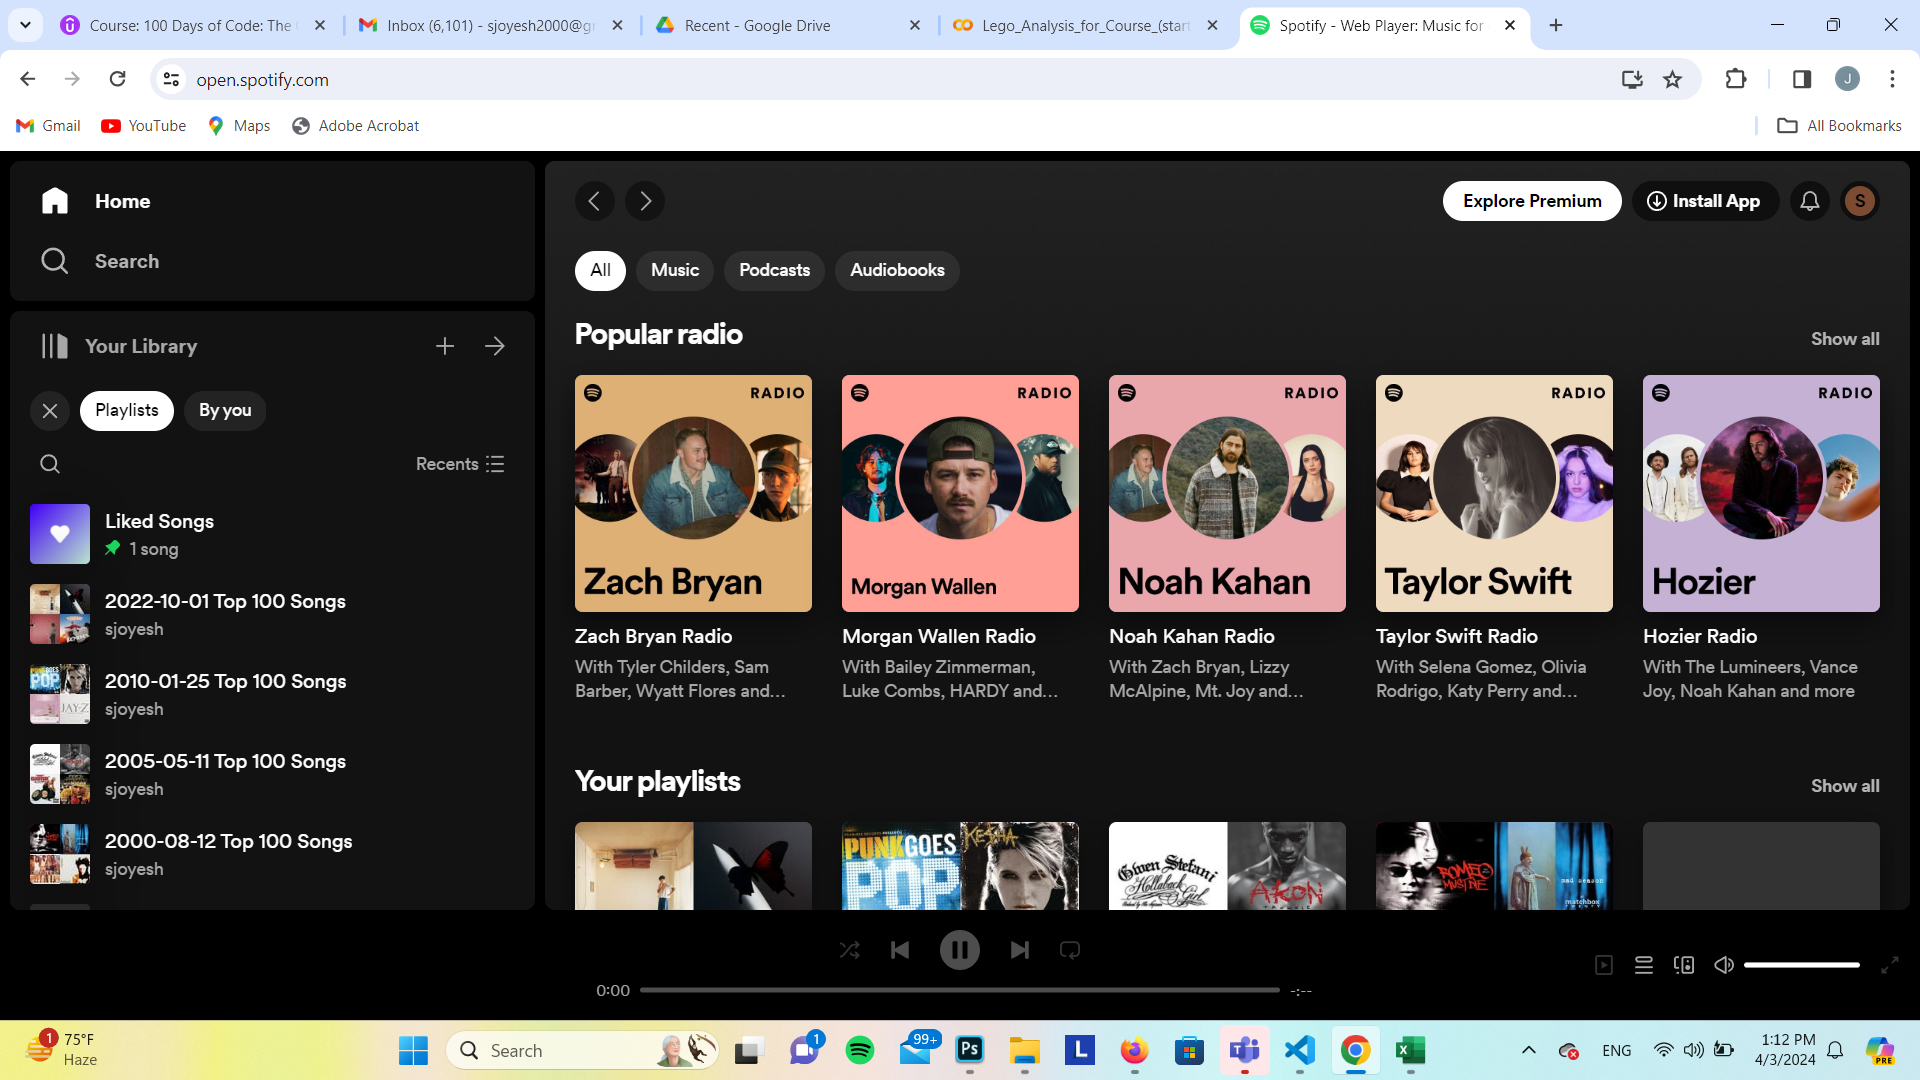 Course: 100 Days of Code: The
Inbox (6,101) - sjoyesh2000@gr
Recent - Google Drive
Lego_Analysis_for_Course_(start
Spotify - Web Player: Music for
open.spotify.com
J
Gmail
YouTube
Maps
Adobe Acrobat
All Bookmarks
Home
Search
Explore Premium
Install App
S
All
Music
Podcasts
Audiobooks
Your Library
Playlists
By you
Recents
Liked Songs
1 song
2022-10-01 Top 100 Songs
sjoyesh
2010-01-25 Top 100 Songs
sjoyesh
2005-05-11 Top 100 Songs
sjoyesh
2000-08-12 Top 100 Songs
sjoyesh
Popular radio
Show all
RADIO
Zach Bryan
Zach Bryan Radio
With Tyler Childers, Sam
Barber, Wyatt Flores and...
RADIO
Morgan Wallen
Morgan Wallen Radio
With Bailey Zimmerman,
Luke Combs, HARDY and...
RADIO
Noah Kahan
Noah Kahan Radio
With Zach Bryan, Lizzy
McAlpine, Mt. Joy and...
RADIO
Taylor Swift
Taylor Swift Radio
With Selena Gomez, Olivia
Rodrigo, Katy Perry and...
RADIO
Hozier
Hozier Radio
With The Lumineers, Vance
Joy, Noah Kahan and more
Your playlists
Show all
PUNK GOES
POP
KE$HA
Gwen Stefani
Hollaback Girl
AKON
ROMEO
MUST DIE
mad season
matchbox
0:00
-:--
1
75°F
Haze
Search
1
99+
Ps
L
ENG
1:12 PM
4/3/2024
PRE